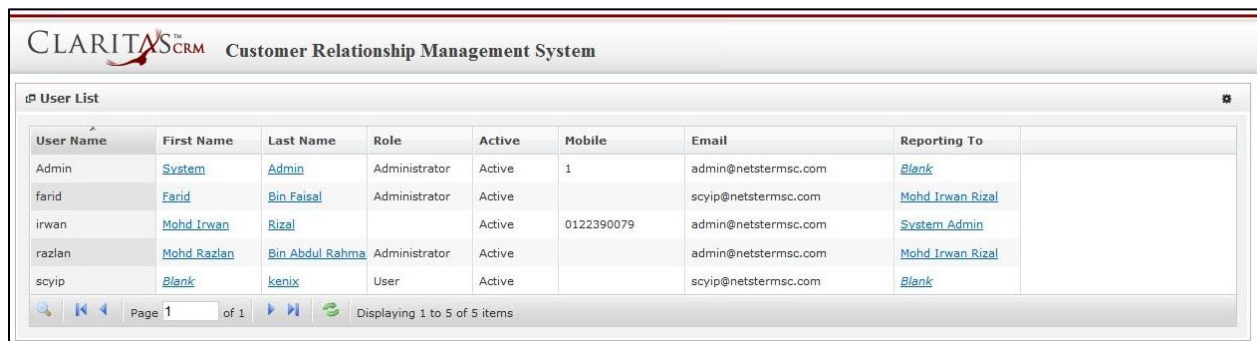 CLARITAS™CRM Customer Relationship Management System
User List
User Name First Name Last Name Role Active Mobile Email Reporting To
Admin System Admin Administrator Active 1 admin@netstermsc.com Blank
farid Farid Bin Faisal Administrator Active scyip@netstermsc.com Mohd Irwan Rizal
irwan Mohd Irwan Rizal Active 0122390079 admin@netstermsc.com System Admin
razlan Mohd Razlan Bin Abdul Rahma Administrator Active admin@netstermsc.com Mohd Irwan Rizal
scyip Blank kenix User Active scyip@netstermsc.com Blank
Page 1 of 1 Displaying 1 to 5 of 5 items